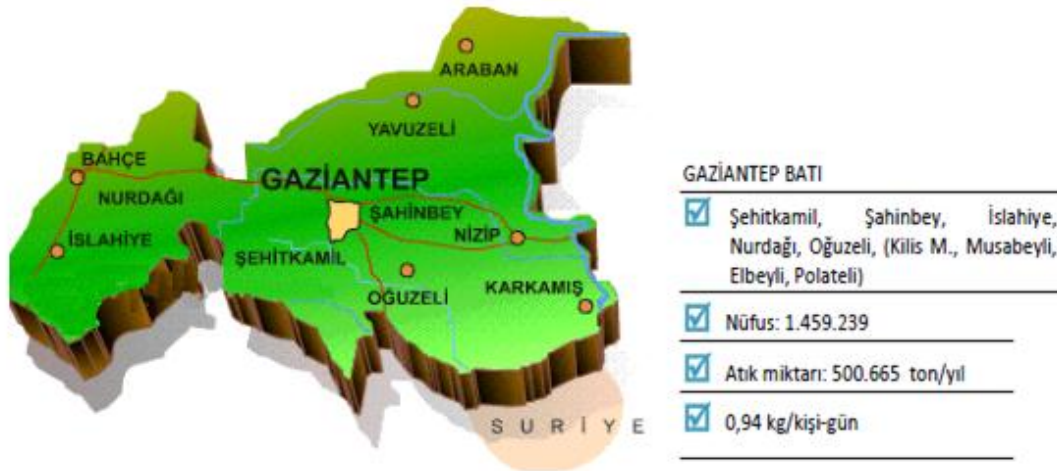 ARABAN
YAVUZELİ
BAHÇE
NURDAĞI
GAZİANTEP
ŞAHİNBEY
NİZİP
İSLAHİYE
ŞEHİTKAMİL
OĞUZELİ
KARKAMIŞ
SURİYE
GAZİANTEP BATI
Şehitkamil, Şahinbey, İslahiye,
Nurdağı, Oğuzeli, (Kilis M., Musabeyli,
Elbeyli, Polateli)
Nüfus: 1.459.239
Atık miktarı: 500.665 ton/yıl
0,94 kg/kişi-gün